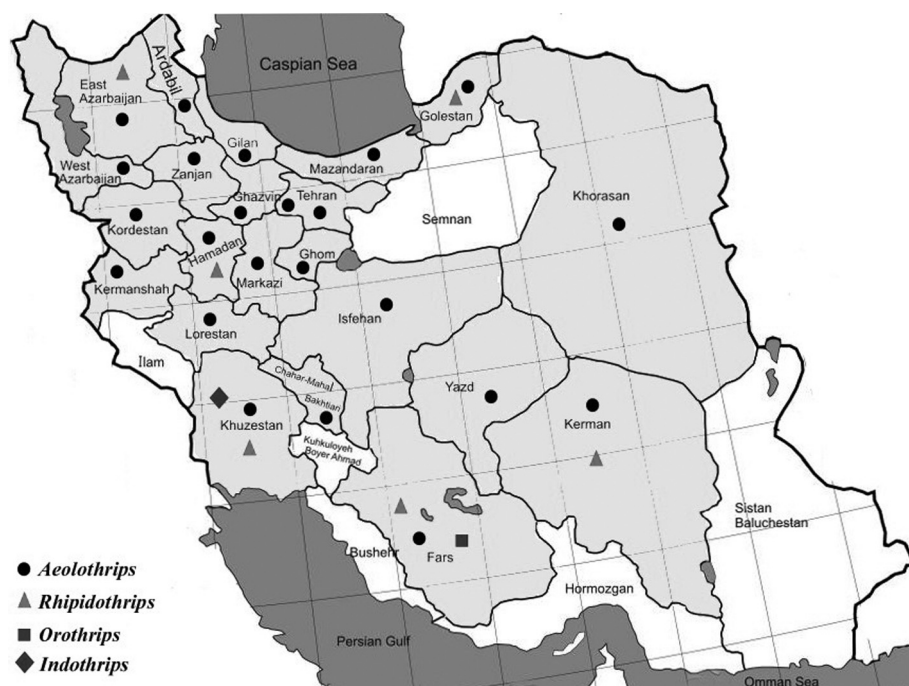 Caspian Sea
Ardabil
East
Azarbaijan
Golestan
Gilan
Mazandaran
West
Azarbaijan
Zanjan
Ghazvin
Tehran
Khorasan
Semnan
Kordestan
Hamadan
Ghom
Kermanshah
Markazi
Isfehan
Lorestan
Ilam
Chahar-Mahal
Bakhtiari
Yazd
Khuzestan
Kerman
Kuhkuloyeh
Boyer Ahmad
Sistan
Baluchestan
Bushehr
Fars
Hormozgan
Persian Gulf
Omman Sea
Aeolothrips
Rhipidothrips
Orothrips
Indothrips